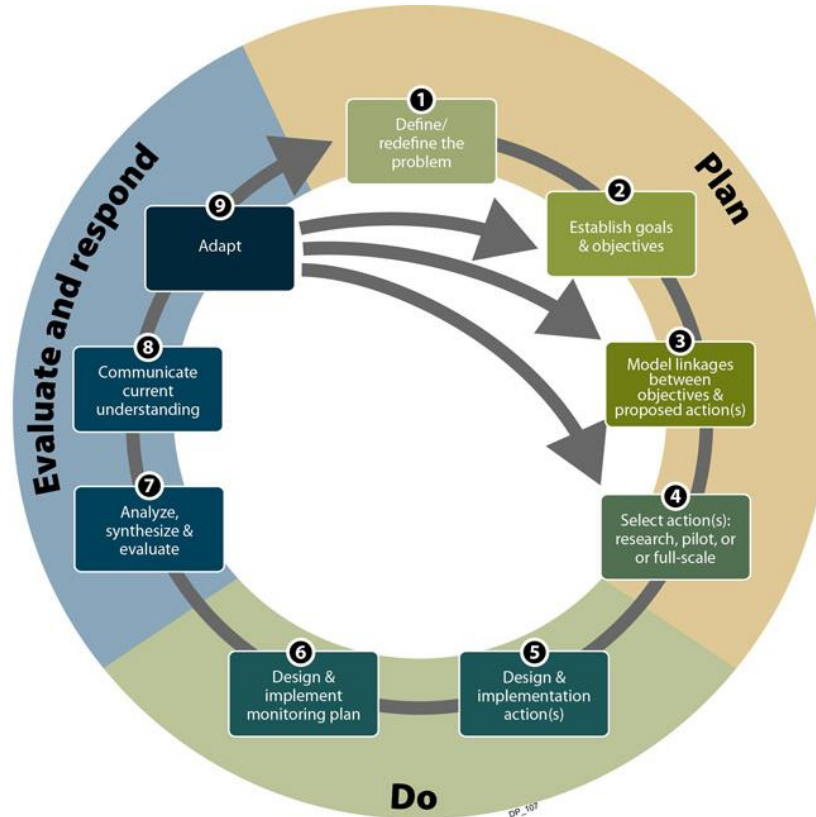 Plan
1
Define/
redefine the
problem
2
Establish goals
& objectives
3
Model linkages
between
objectives &
proposed action(s)
4
Select action(s):
research, pilot, or
or full-scale
Do
5
Design &
implementation
action(s)
6
Design &
implement
monitoring plan
Evaluate and respond
7
Analyze,
synthesize &
evaluate
8
Communicate
current
understanding
9
Adapt
DP_107